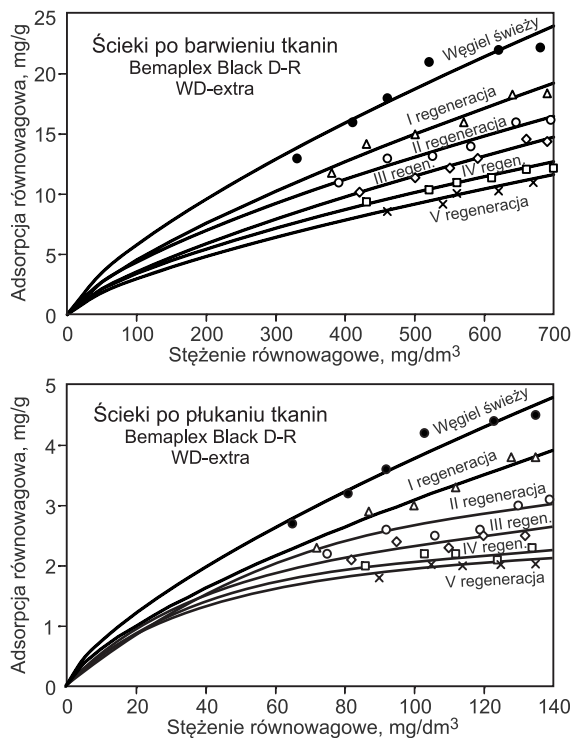 25
20
15
10
5
0
Adsorpcja równowagowa, mg/g
Ścieki po barwieniu tkanin
Bemaplex Black D-R
WD-extra
Węgiel świeży
I regeneracja
II regeneracja
III regen.
IV regen.
V regeneracja
0 100 200 300 400 500 600 700
Stężenie równowagowe, mg/dm³
5
4
3
2
1
0
Adsorpcja równowagowa, mg/g
Ścieki po płukaniu tkanin
Bemaplex Black D-R
WD-extra
Węgiel świeży
I regeneracja
II regeneracja
III regen.
IV regen.
V regeneracja
0 20 40 60 80 100 120 140
Stężenie równowagowe, mg/dm³